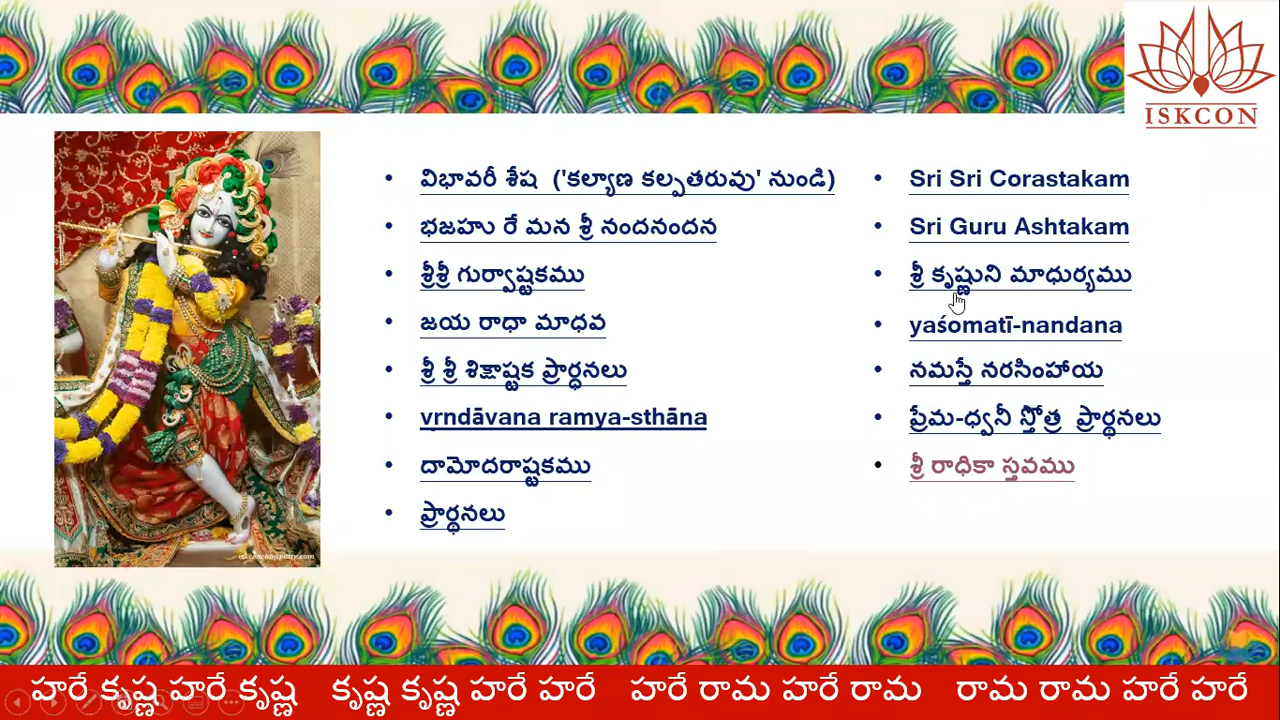 ISKCON
విభావరీ శేష ('కల్యాణ కల్పతరువు' నుండి)
భజహు రే మన శ్రీ నందనందన
శ్రీశ్రీ గుర్వాష్టకము
జయ రాధా మాధవ
శ్రీ శ్రీ శిక్షాష్టక ప్రార్ధనలు
vṛndāvana ramya-sthāna
దామోదరాష్టకము
ప్రార్థనలు
Sri Sri Corastakam
Sri Guru Ashtakam
శ్రీ కృష్ణుని మాధుర్యము
yaśomatī-nandana
నమస్తే నరసింహాయ
ప్రేమ-ధ్వనీ స్తోత్ర ప్రార్థనలు
శ్రీ రాధికా స్తవము
హరే కృష్ణ హరే కృష్ణ కృష్ణ కృష్ణ హరే హరే హరే రామ హరే రామ రామ రామ హరే హరే